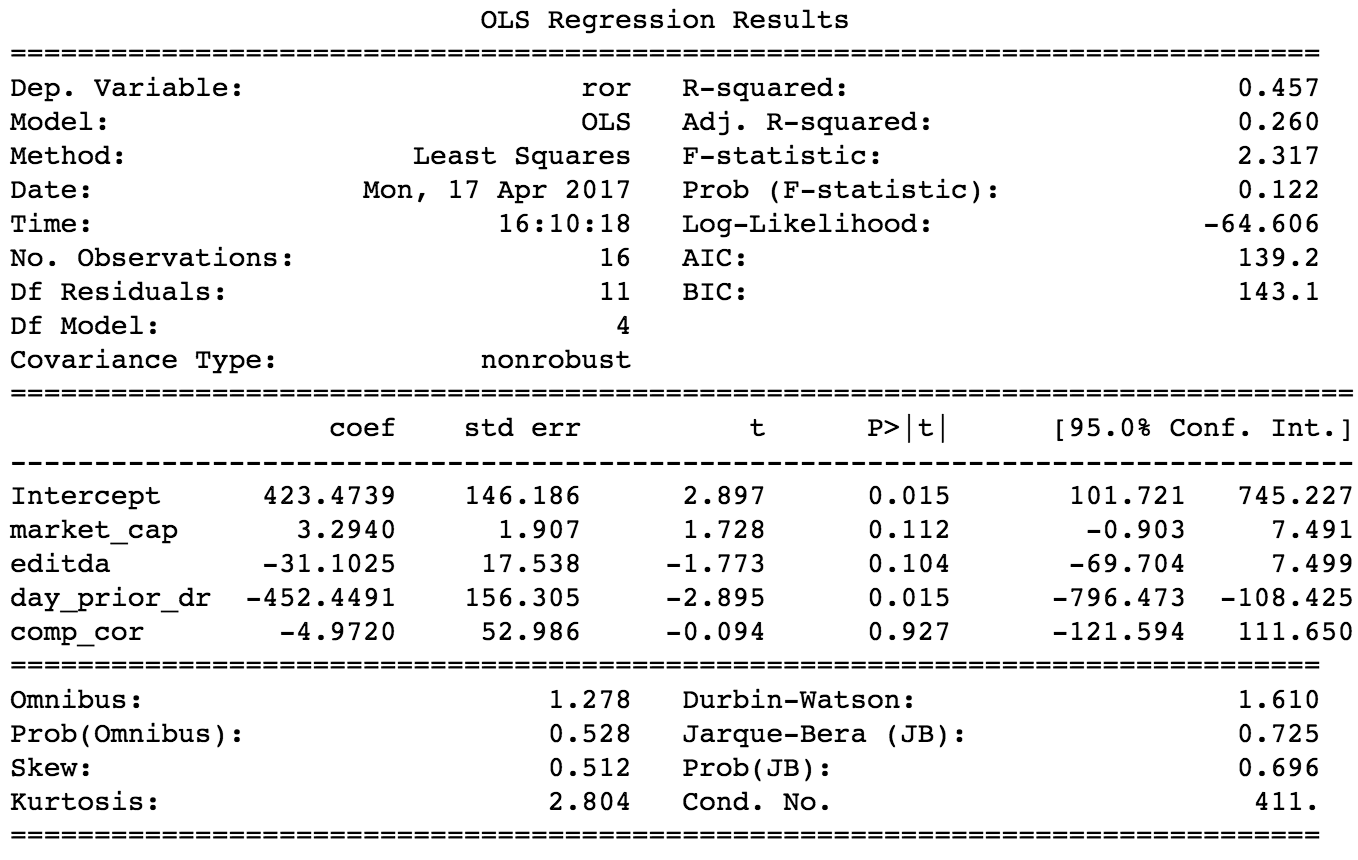 OLS Regression Results
==============================================================================
Dep. Variable:                    ror   R-squared:                       0.457
Model:                            OLS   Adj. R-squared:                  0.260
Method:                 Least Squares   F-statistic:                     2.317
Date:                Mon, 17 Apr 2017   Prob (F-statistic):              0.122
Time:                        16:10:18   Log-Likelihood:                -64.606
No. Observations:                  16   AIC:                             139.2
Df Residuals:                      11   BIC:                             143.1
Df Model:                           4
Covariance Type:            nonrobust
================================================================================
                   coef    std err          t      P>|t|      [95.0% Conf. Int.]
--------------------------------------------------------------------------------
Intercept      423.4739    146.186      2.897      0.015       101.721   745.227
market_cap       3.2940      1.907      1.728      0.112        -0.903     7.491
editda         -31.1025     17.538     -1.773      0.104       -69.704     7.499
day_prior_dr  -452.4491    156.305     -2.895      0.015      -796.473  -108.425
comp_cor        -4.9720     52.986     -0.094      0.927      -121.594   111.650
==============================================================================
Omnibus:                        1.278   Durbin-Watson:                   1.610
Prob(Omnibus):                  0.528   Jarque-Bera (JB):                0.725
Skew:                           0.512   Prob(JB):                        0.696
Kurtosis:                       2.804   Cond. No.                         411.
==============================================================================